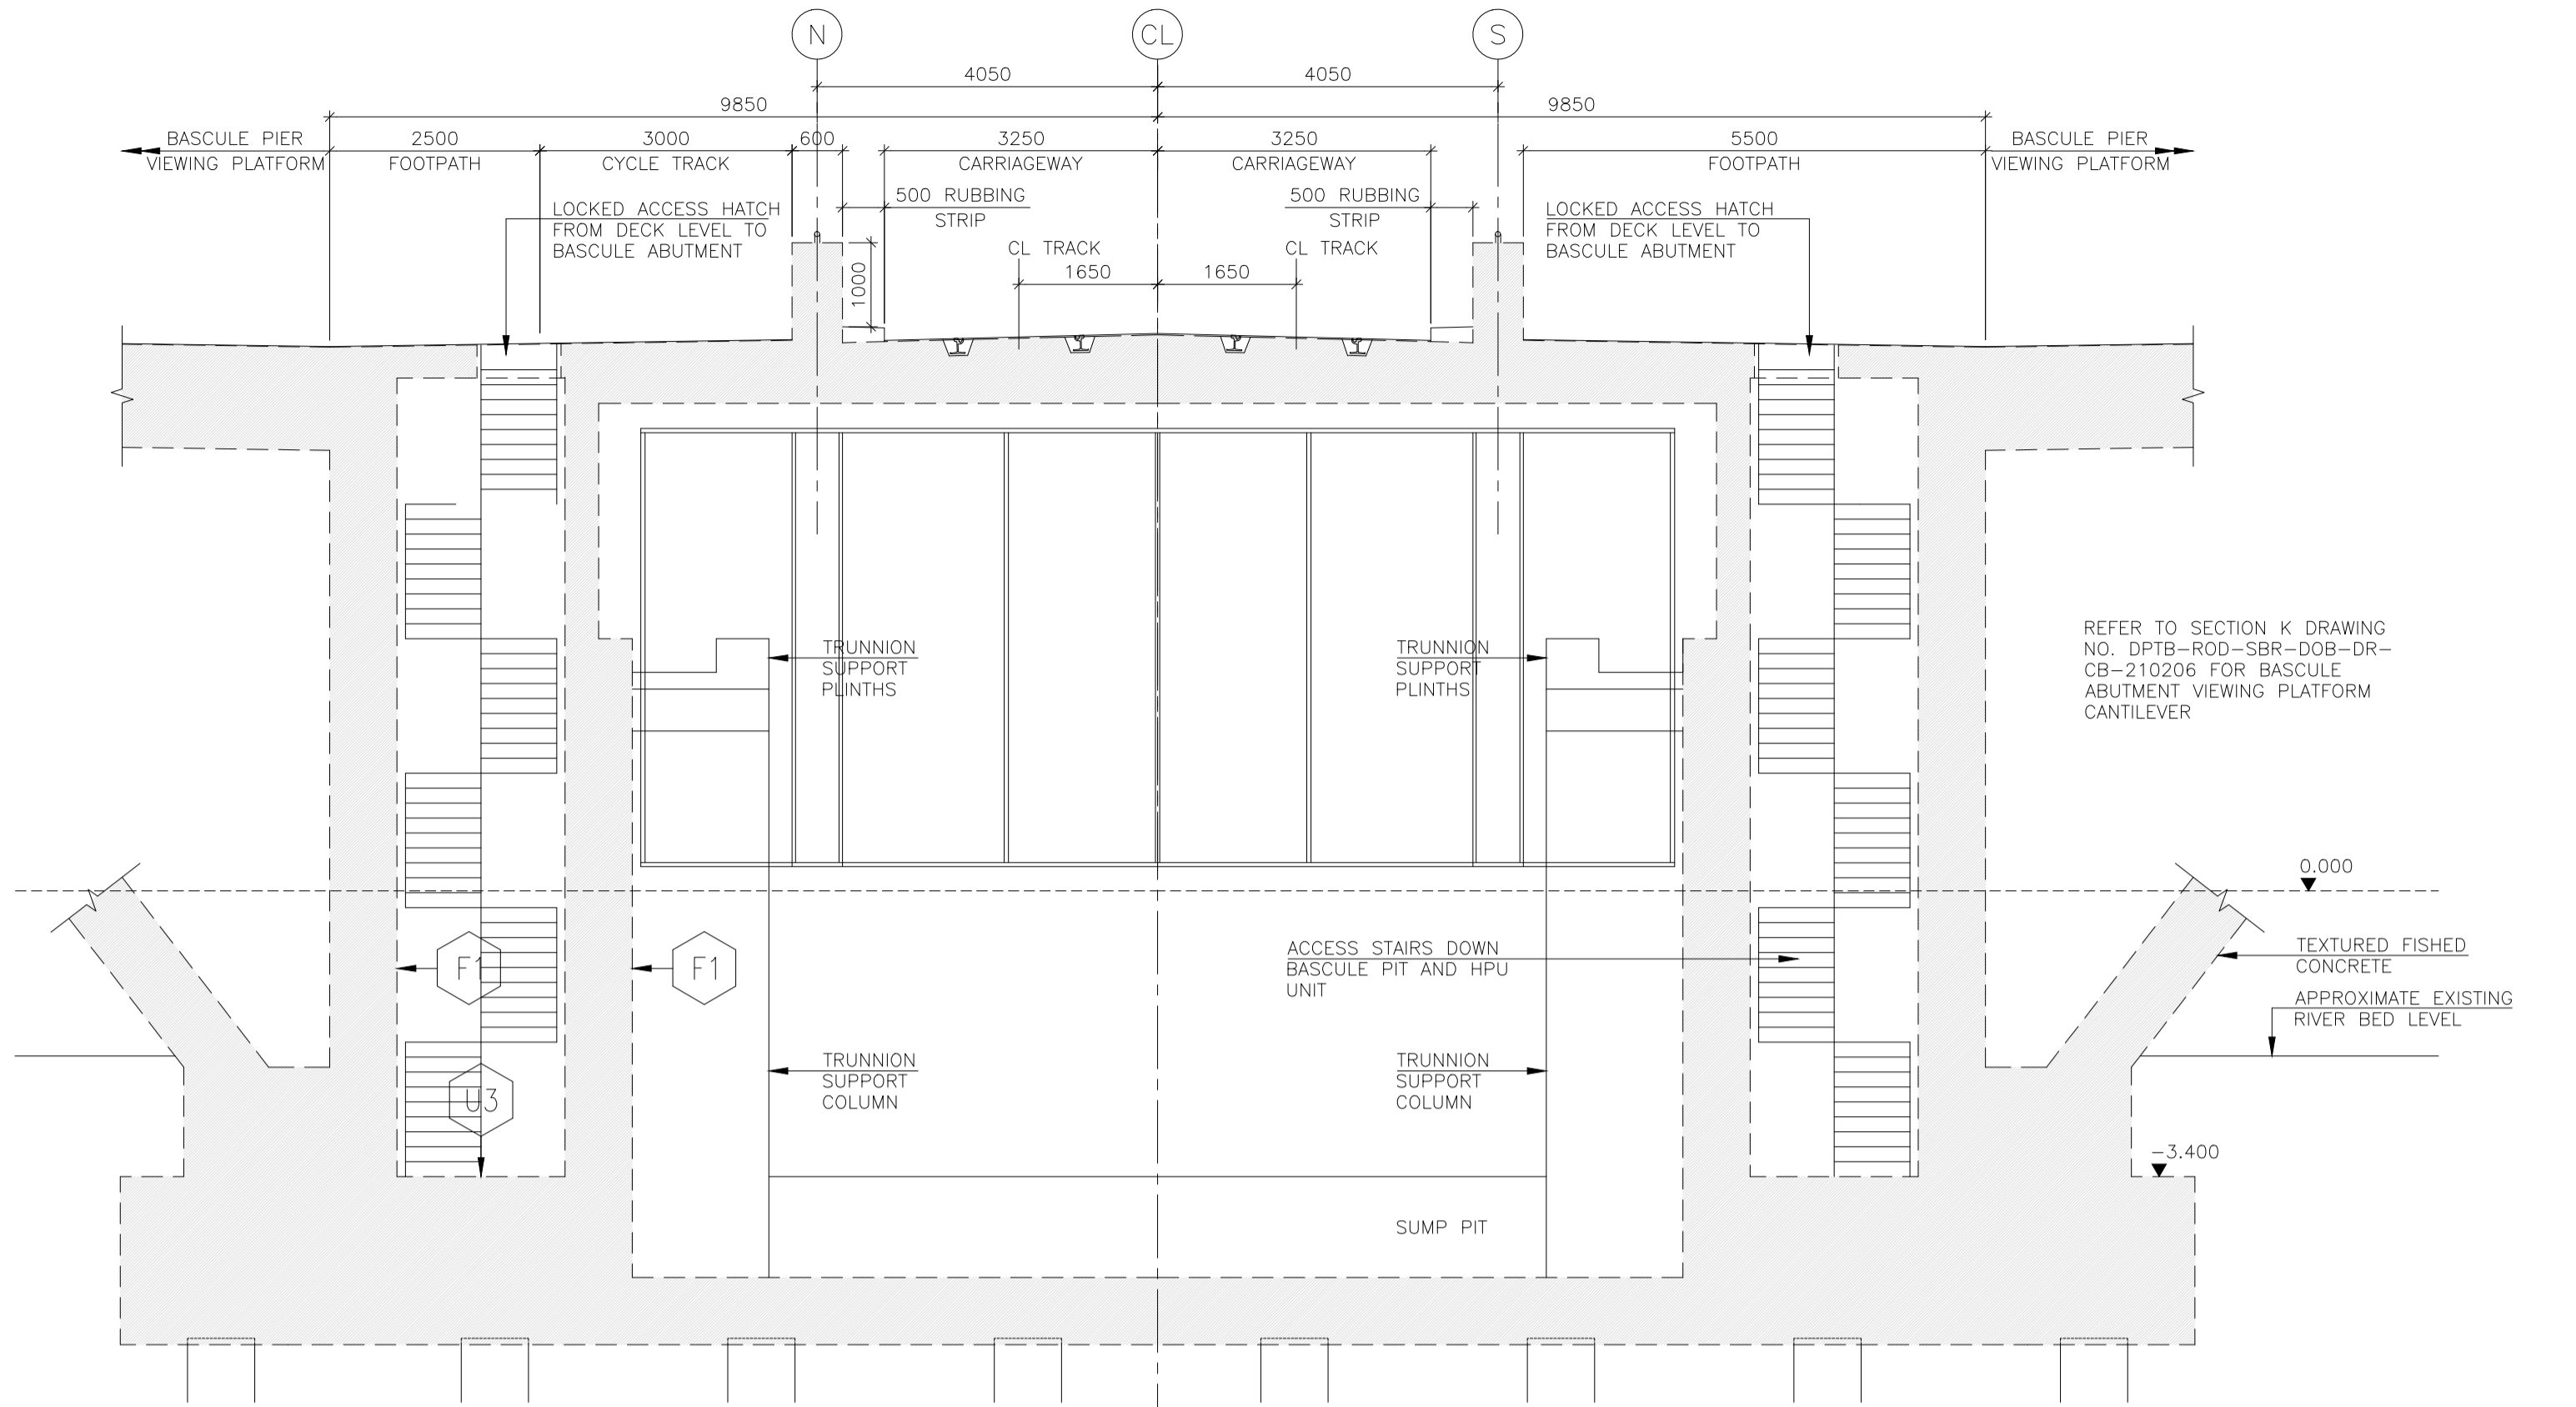 N
CL
S
4050
4050
9850
9850
BASCULE PIER
VIEWING PLATFORM
2500
FOOTPATH
3000
CYCLE TRACK
600
3250
CARRIAGEWAY
3250
CARRIAGEWAY
5500
FOOTPATH
BASCULE PIER
VIEWING PLATFORM
LOCKED ACCESS HATCH
FROM DECK LEVEL TO
BASCULE ABUTMENT
500 RUBBING
STRIP
500 RUBBING
STRIP
LOCKED ACCESS HATCH
FROM DECK LEVEL TO
BASCULE ABUTMENT
CL TRACK
CL TRACK
1000
1650
1650
TRUNNION
SUPPORT
PLINTHS
TRUNNION
SUPPORT
PLINTHS
REFER TO SECTION K DRAWING
NO. DPTB-ROD-SBR-DOB-DR-
CB-210206 FOR BASCULE
ABUTMENT VIEWING PLATFORM
CANTILEVER
0.000
F1
F1
ACCESS STAIRS DOWN
BASCULE PIT AND HPU
UNIT
TEXTURED FISHED
CONCRETE
APPROXIMATE EXISTING
RIVER BED LEVEL
TRUNNION
SUPPORT
COLUMN
TRUNNION
SUPPORT
COLUMN
U3
-3.400
SUMP PIT